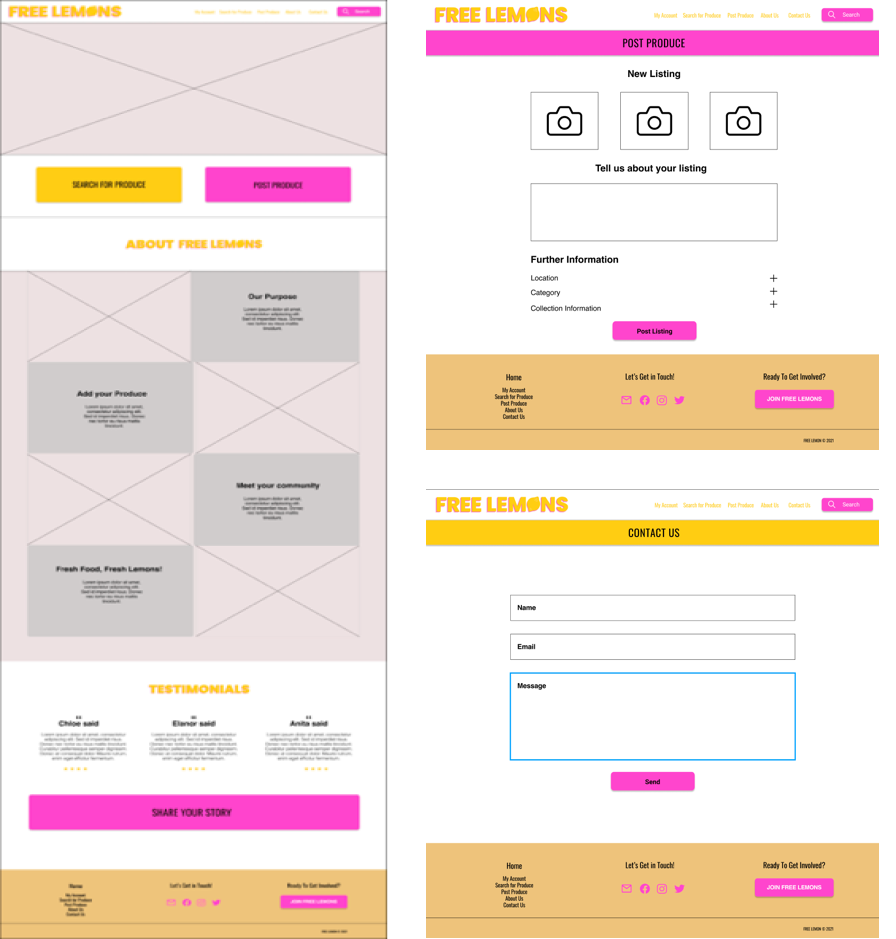 FREE LEMONS
My Account Search for Produce Post Produce About Us Contact Us Search
SEARCH FOR PRODUCE
POST PRODUCE
ABOUT FREE LEMONS
Our Purpose
Lorem ipsum dolor sit amet,
consectetur adipiscing elit.
Sed id imperdiet risus. Donec
nec tortor eu risus mattis
tincidunt.
Add your Produce
Lorem ipsum dolor sit amet,
consectetur adipiscing elit.
Sed id imperdiet risus. Donec
nec tortor eu risus mattis
tincidunt.
Meet your community
Lorem ipsum dolor sit amet,
consectetur adipiscing elit.
Sed id imperdiet risus. Donec
nec tortor eu risus mattis
tincidunt.
Fresh Food, Fresh Lemons!
Lorem ipsum dolor sit amet,
consectetur adipiscing elit.
Sed id imperdiet risus. Donec
nec tortor eu risus mattis
tincidunt.
TESTIMONIALS
Chloe said
Elanor said
Anita said
SHARE YOUR STORY
Home
My Account
Search for Produce
Post Produce
About Us
Contact Us
Let's Get in Touch!
Ready To Get Involved?
JOIN FREE LEMONS
FREE LEMONS
My Account Search for Produce Post Produce About Us Contact Us Search
POST PRODUCE
New Listing
Tell us about your listing
Further Information
Location
Category
Collection Information
Post Listing
Home
My Account
Search for Produce
Post Produce
About Us
Contact Us
Let's Get in Touch!
Ready To Get Involved?
JOIN FREE LEMONS
FREE LEMON © 2021
FREE LEMONS
My Account Search for Produce Post Produce About Us Contact Us Search
CONTACT US
Name
Email
Message
Send
Home
My Account
Search for Produce
Post Produce
About Us
Contact Us
Let's Get in Touch!
Ready To Get Involved?
JOIN FREE LEMONS
FREE LEMON © 2021